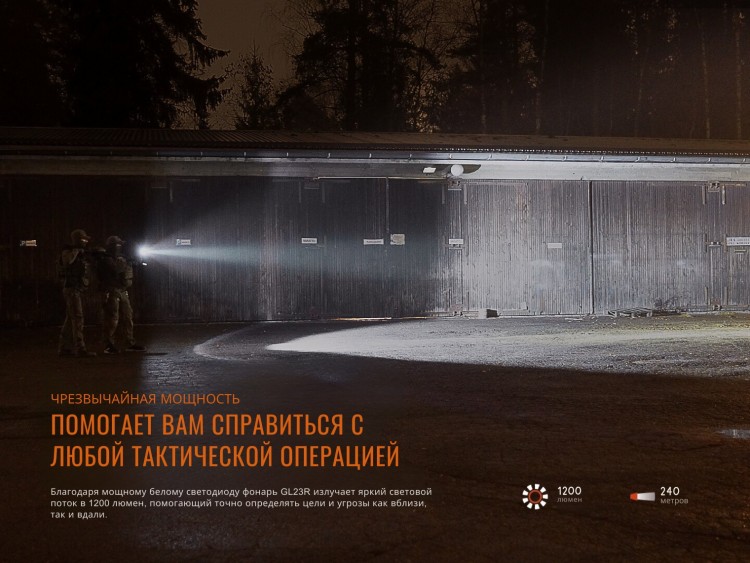 ЧРЕЗВЫЧАЙНАЯ МОЩНОСТЬ
ПОМОГАЕТ ВАМ СПРАВИТЬСЯ С
ЛЮБОЙ ТАКТИЧЕСКОЙ ОПЕРАЦИЕЙ
Благодаря мощному белому светодиоду фонарь GL23R излучает яркий световой
поток в 1200 люмен, помогающий точно определять цели и угрозы как вблизи,
так и вдали.
1200
люмен
240
метров